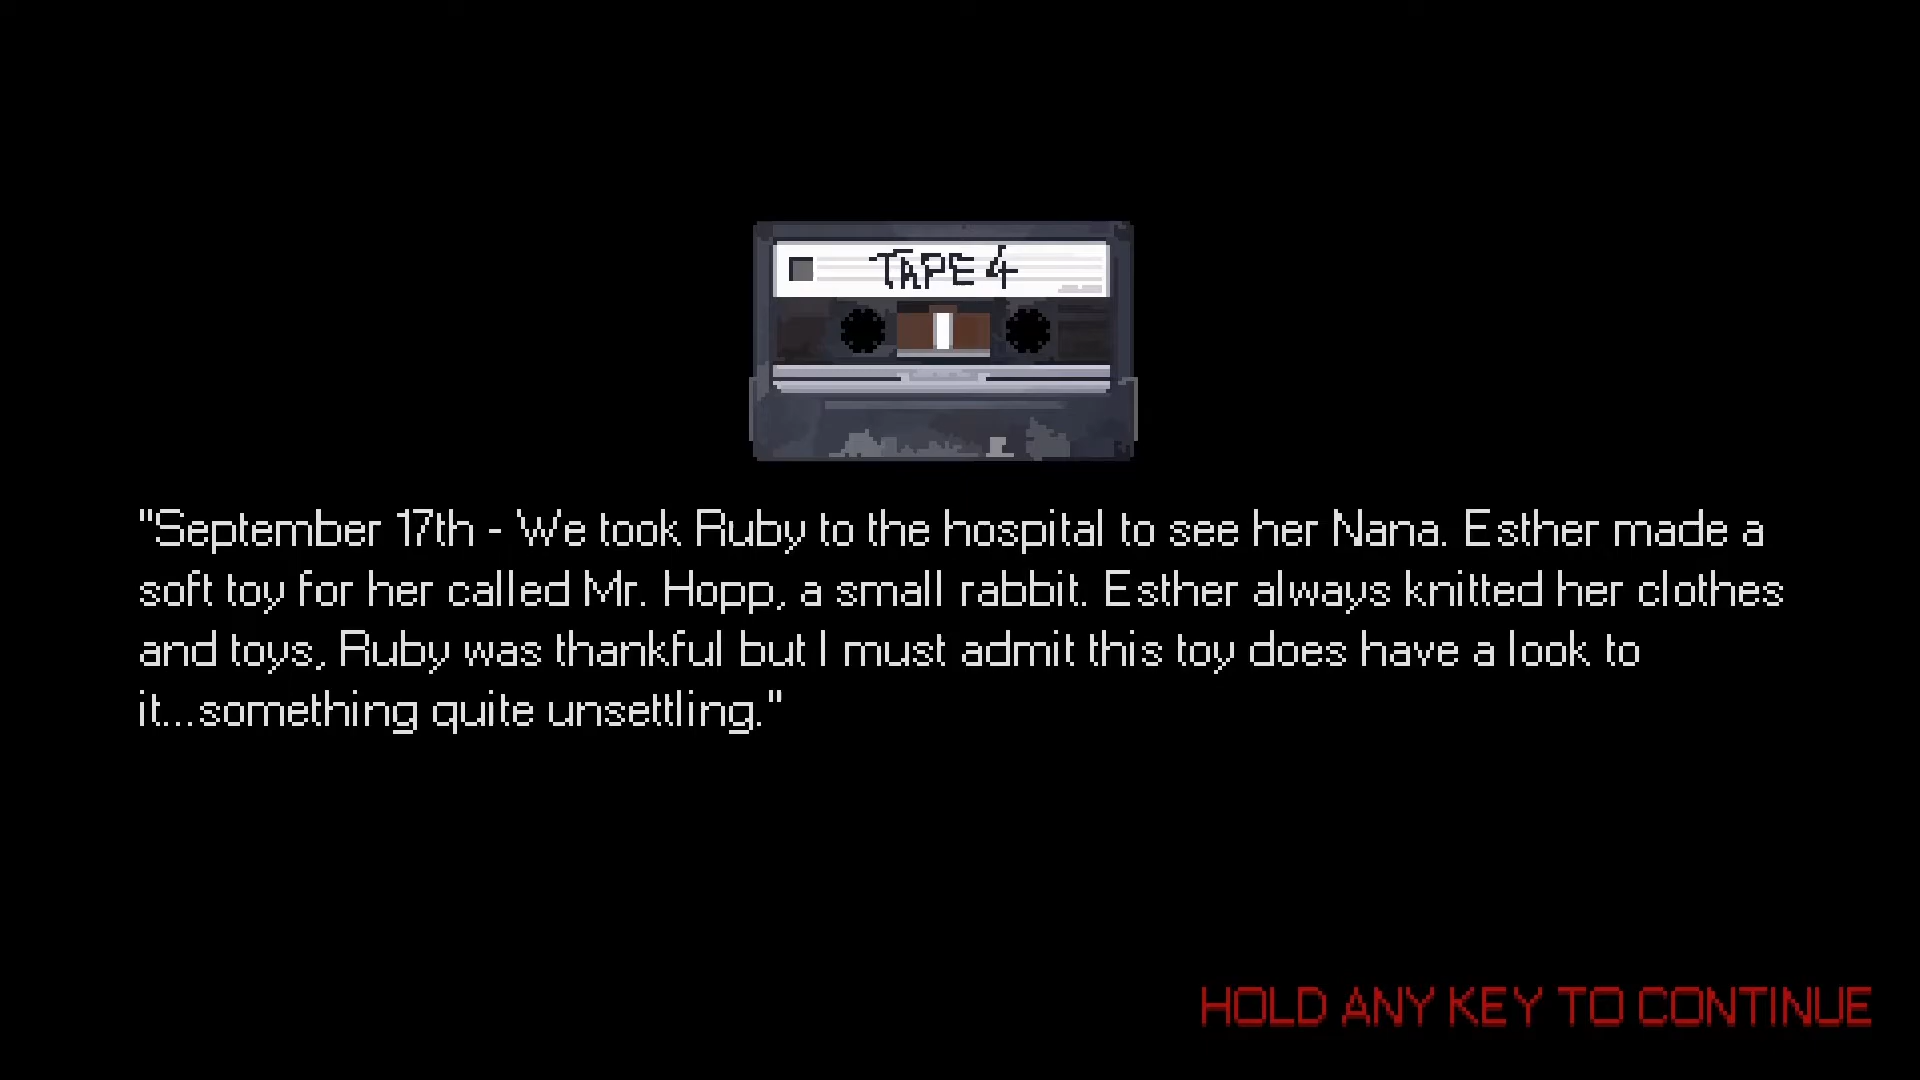 TAPE 4
"September 17th - We took Ruby to the hospital to see her Nana. Esther made a
soft toy for her called Mr. Hopp, a small rabbit. Esther always knitted her clothes
and toys, Ruby was thankful but I must admit this toy does have a look to
it...something quite unsettling."
HOLD ANY KEY TO CONTINUE